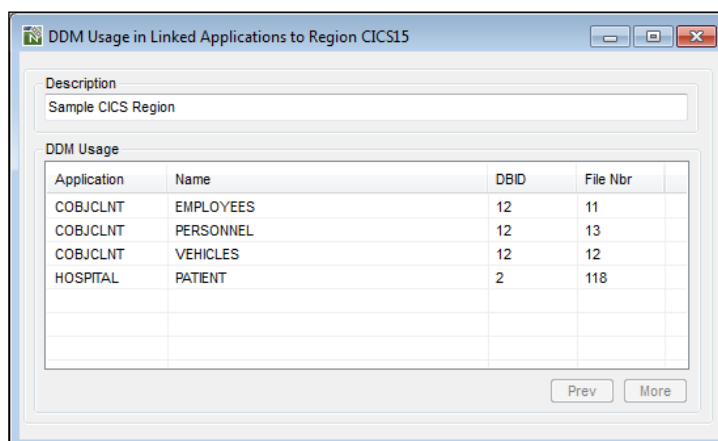 DDM Usage in Linked Applications to Region CICS15
Description
Sample CICS Region
DDM Usage
Application Name DBID File Nbr
COBJCLNT EMPLOYEES 12 11
COBJCLNT PERSONNEL 12 13
COBJCLNT VEHICLES 12 12
HOSPITAL PATIENT 2 118
Prev More